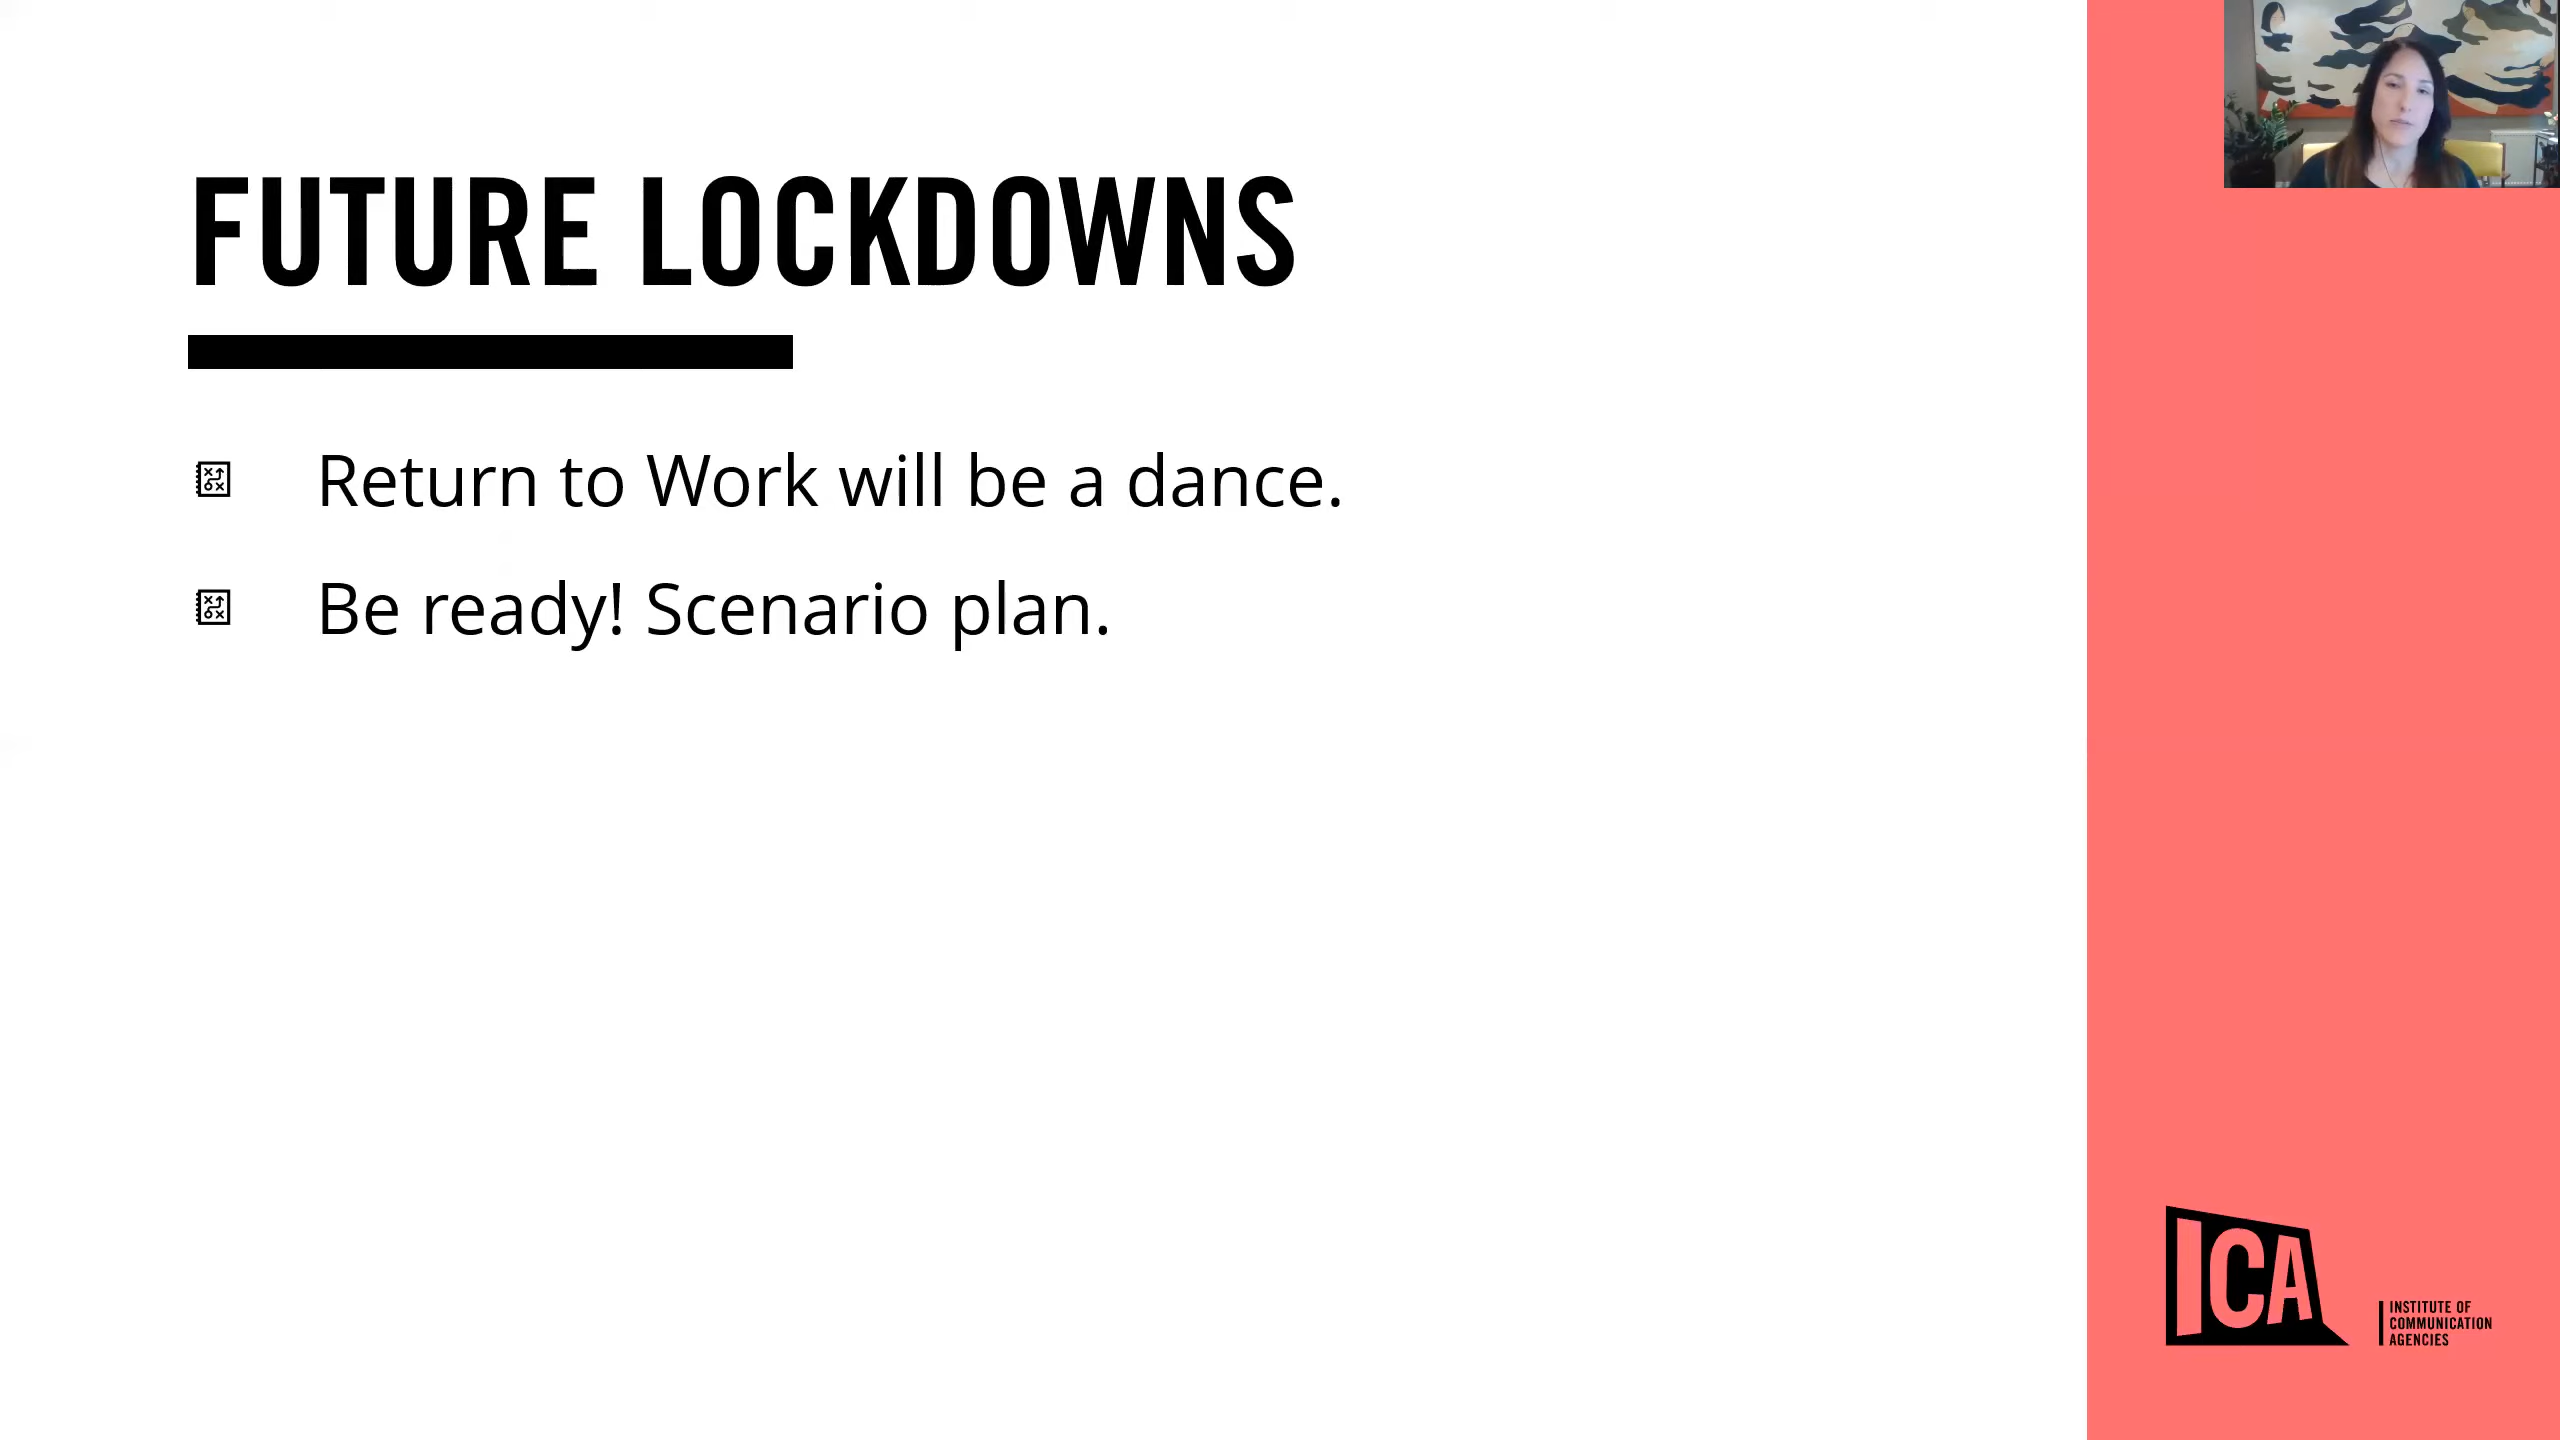 FUTURE LOCKDOWNS
Return to Work will be a dance.
Be ready! Scenario plan.
ICA
INSTITUTE OF
COMMUNICATION
AGENCIES